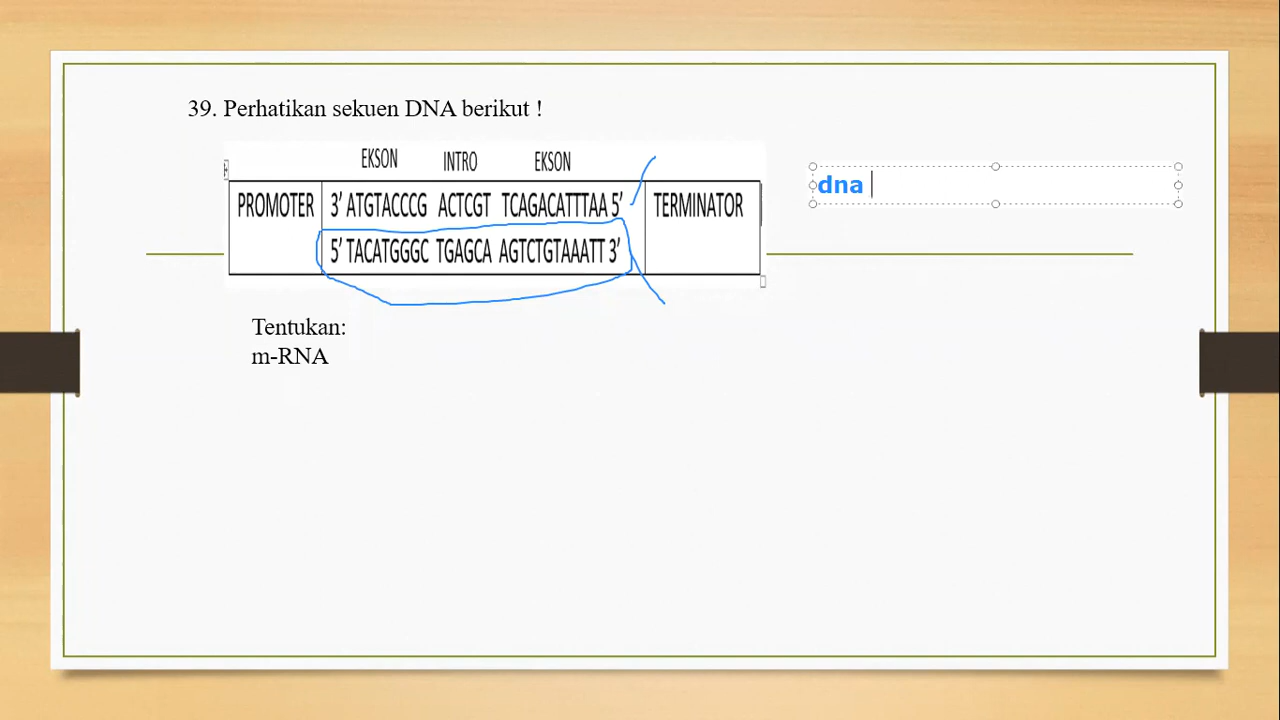 39. Perhatikan sekuen DNA berikut !
EKSON INTRO EKSON
PROMOTER 3’ ATGTACCCG ACTCGT TCAGACATTTAA 5’ TERMINATOR
5’ TACATGGGC TGAGCA AGTCTGTAAATT 3’
dna
Tentukan:
m-RNA